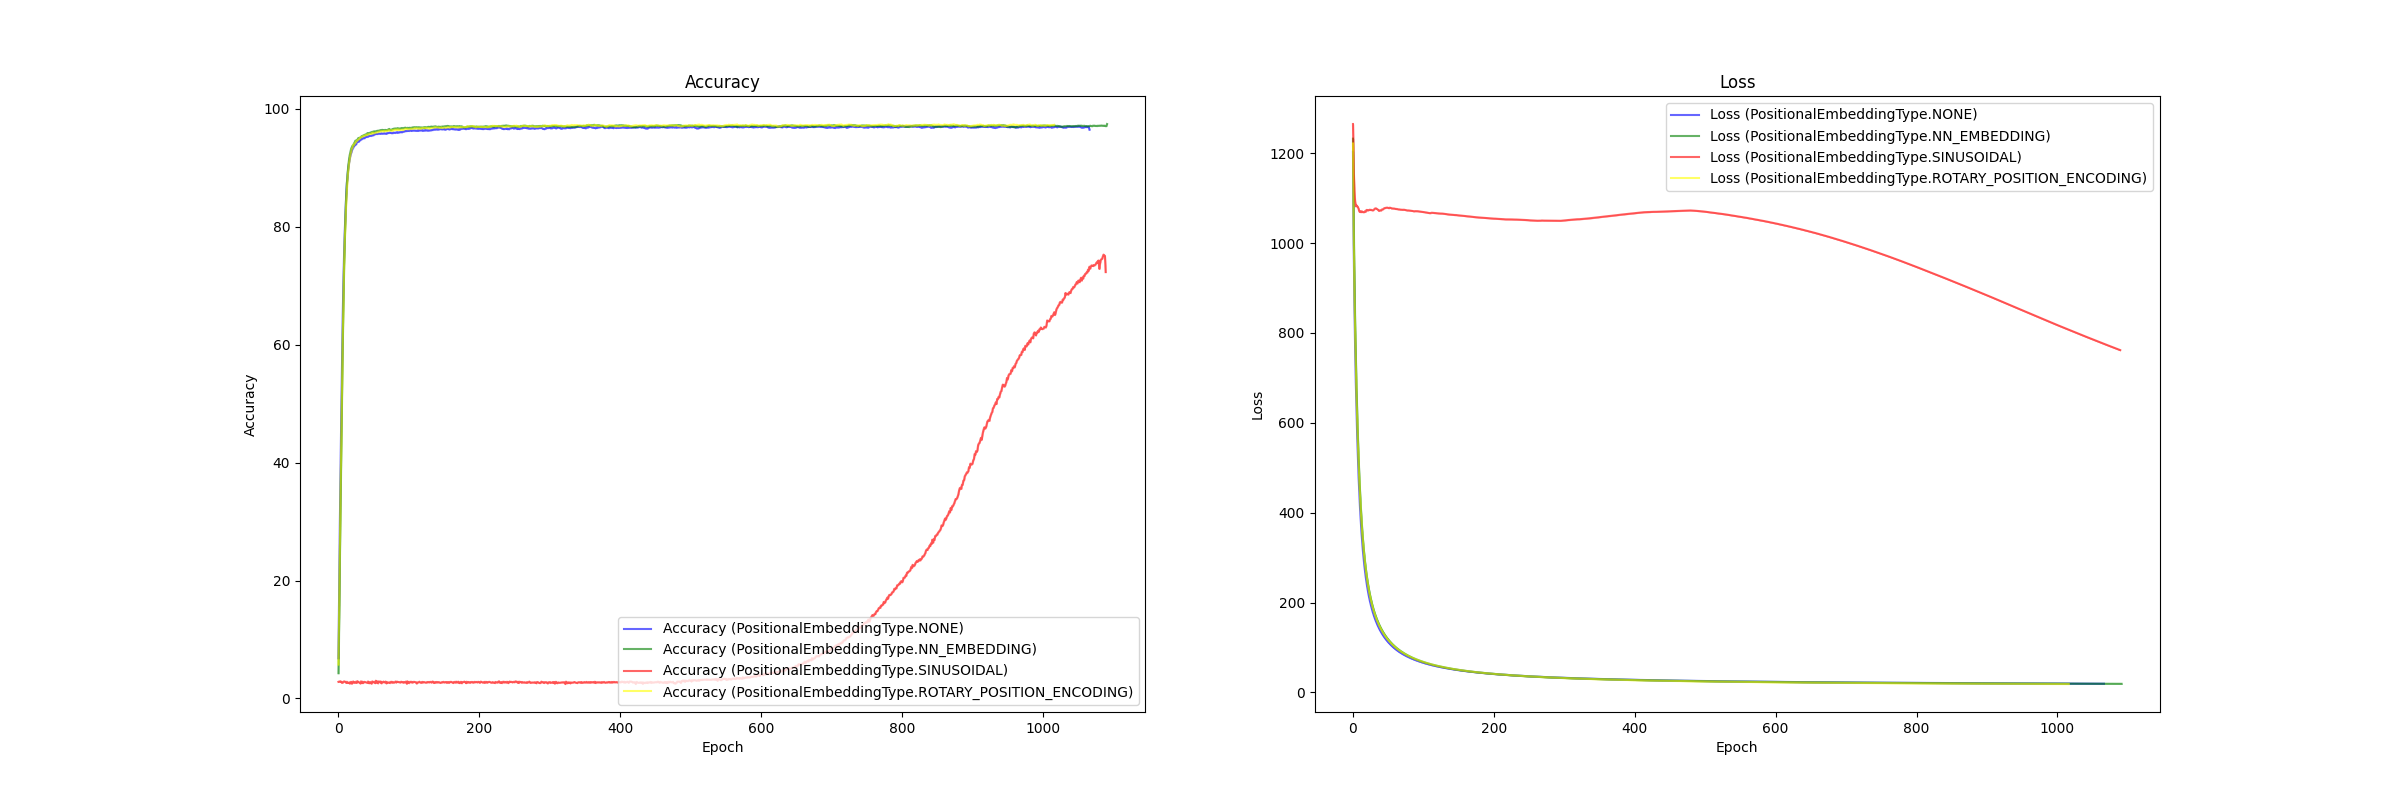 Accuracy
100
80
60
40
20
0
Accuracy
0 200 400 600 800 1000
Epoch
Accuracy (PositionalEmbeddingType.NONE)
Accuracy (PositionalEmbeddingType.NN_EMBEDDING)
Accuracy (PositionalEmbeddingType.SINUSOIDAL)
Accuracy (PositionalEmbeddingType.ROTARY_POSITION_ENCODING)
Loss
1200
1000
800
600
400
200
0
Loss
0 200 400 600 800 1000
Epoch
Loss (PositionalEmbeddingType.NONE)
Loss (PositionalEmbeddingType.NN_EMBEDDING)
Loss (PositionalEmbeddingType.SINUSOIDAL)
Loss (PositionalEmbeddingType.ROTARY_POSITION_ENCODING)